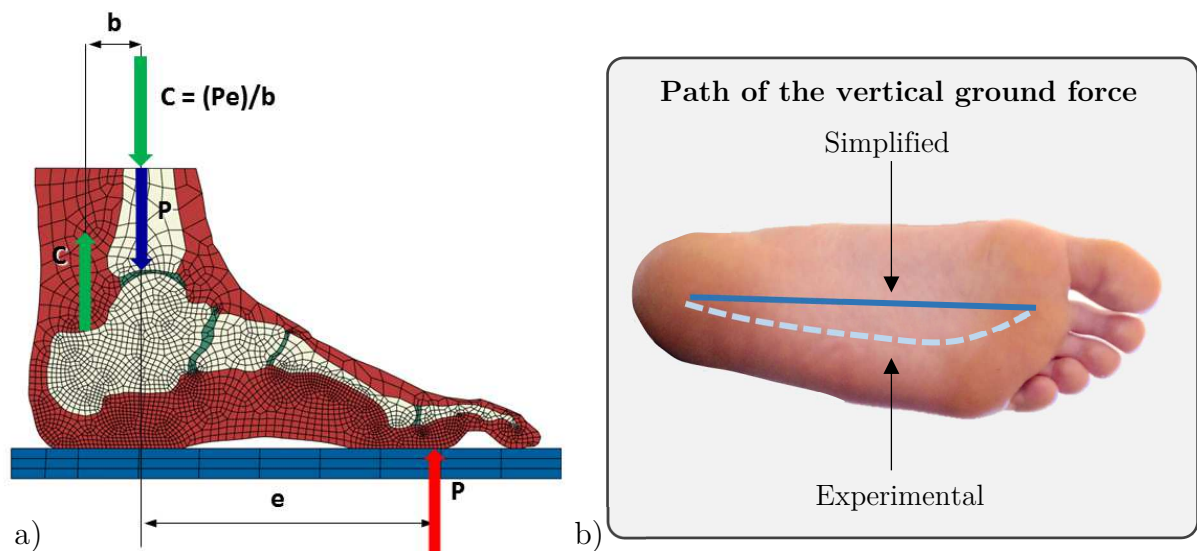 b
C = (Pe)/b
P
C
e
P
a)
Path of the vertical ground force
Simplified
Experimental
b)